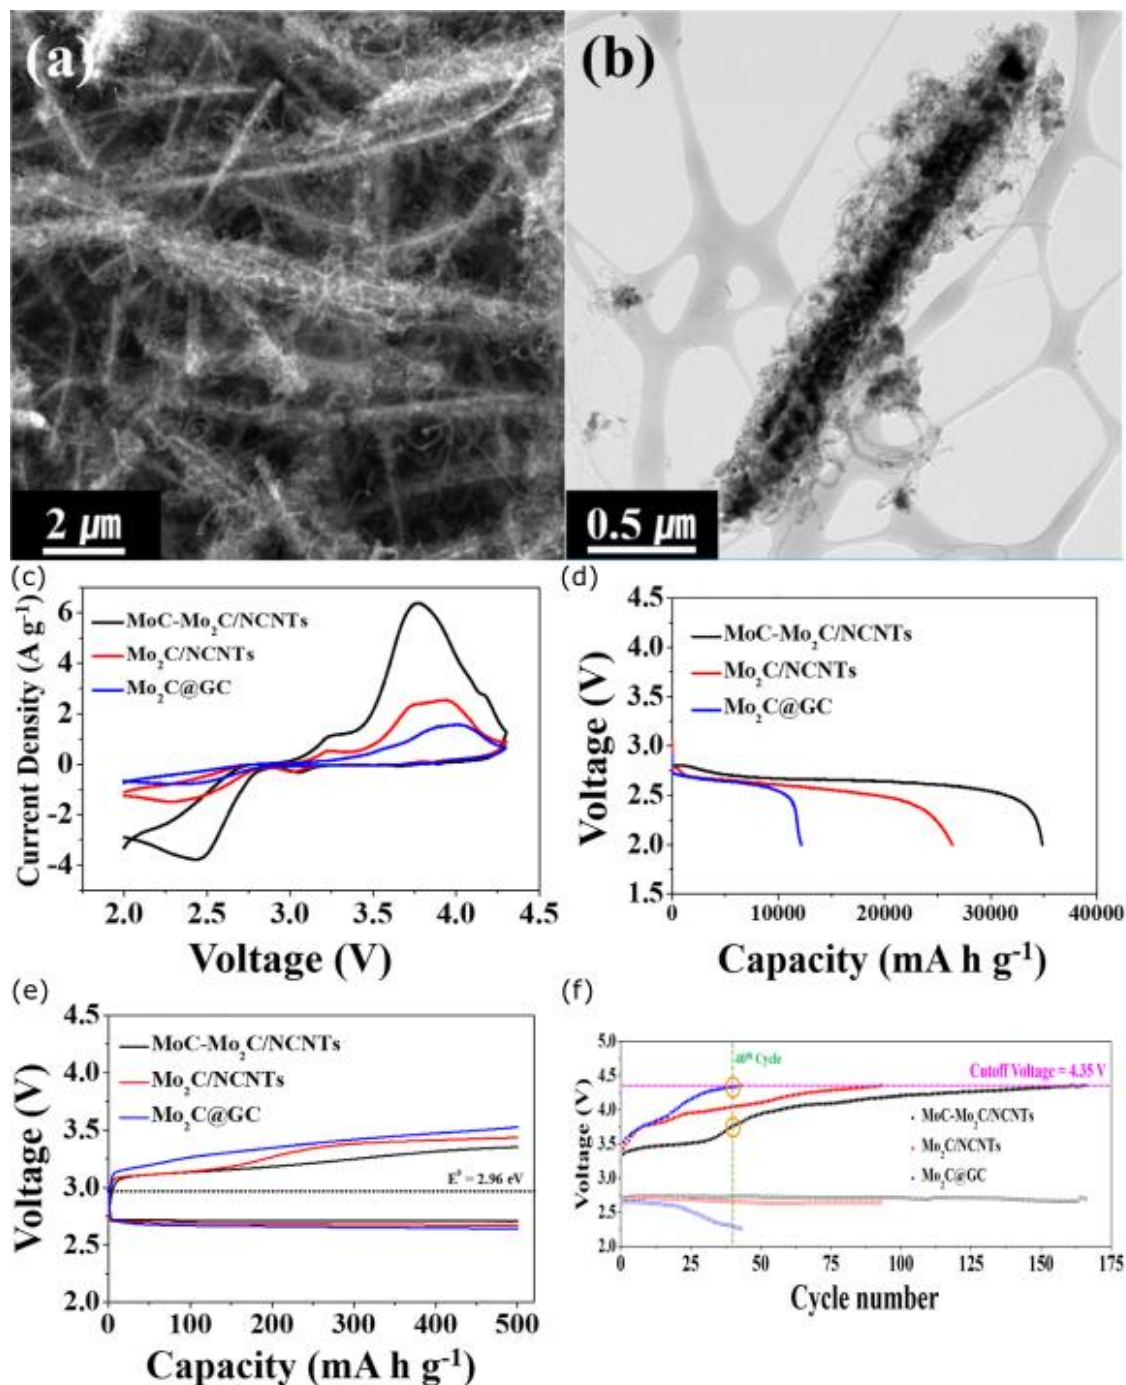 (a)
2 μm
(b)
0.5 μm
(c)
Current Density (A g⁻¹)
6
4
2
0
-2
-4
MoC-Mo₂C/NCNTs
Mo₂C/NCNTs
Mo₂C@GC
2.0 2.5 3.0 3.5 4.0 4.5
Voltage (V)
(d)
Voltage (V)
4.5
4.0
3.5
3.0
2.5
2.0
1.5
MoC-Mo₂C/NCNTs
Mo₂C/NCNTs
Mo₂C@GC
0 10000 20000 30000 40000
Capacity (mA h g⁻¹)
(e)
Voltage (V)
4.5
4.0
3.5
3.0
2.5
2.0
MoC-Mo₂C/NCNTs
Mo₂C/NCNTs
Mo₂C@GC
E⁰ = 2.96 eV
0 100 200 300 400 500
Capacity (mA h g⁻¹)
(f)
Voltage (V)
5.0
4.5
4.0
3.5
3.0
2.5
2.0
40ᵗʰ Cycle
Cutoff Voltage = 4.35 V
MoC-Mo₂C/NCNTs
Mo₂C/NCNTs
Mo₂C@GC
0 25 50 75 100 125 150 175
Cycle number